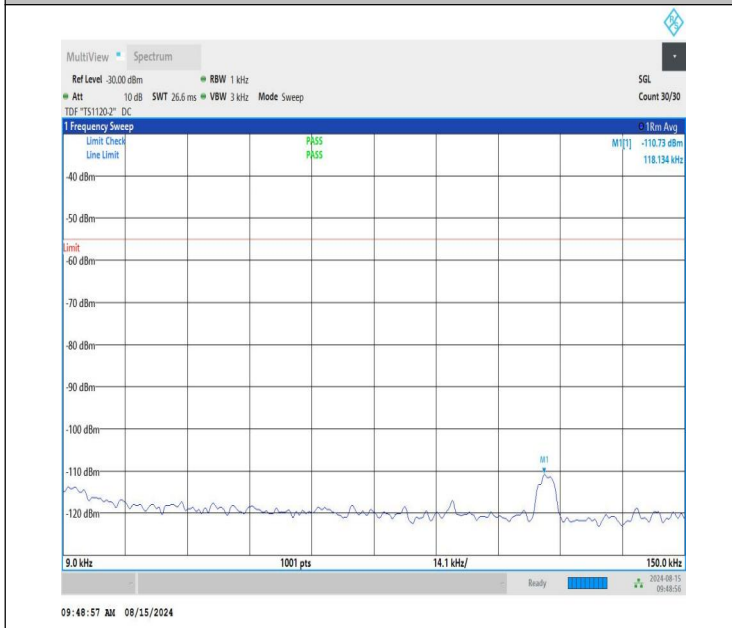 MultiView Spectrum
Ref Level -30.00 dBm RBW 1 kHz SGL
Att 10 dB SWT 26.6 ms VBW 3 kHz Mode Sweep Count 30/30
TDF "TS1120-2" DC
1 Frequency Sweep 1Rm Avg
Limit Check PASS M1[1] -110.73 dBm
Line Limit PASS 118.134 kHz
-40 dBm
-50 dBm
Limit
-60 dBm
-70 dBm
-80 dBm
-90 dBm
-100 dBm
M1
-110 dBm
-120 dBm
9.0 kHz 1001 pts 14.1 kHz/ 150.0 kHz
Ready 2024-08-15
09:48:56
09:48:57 AM 08/15/2024